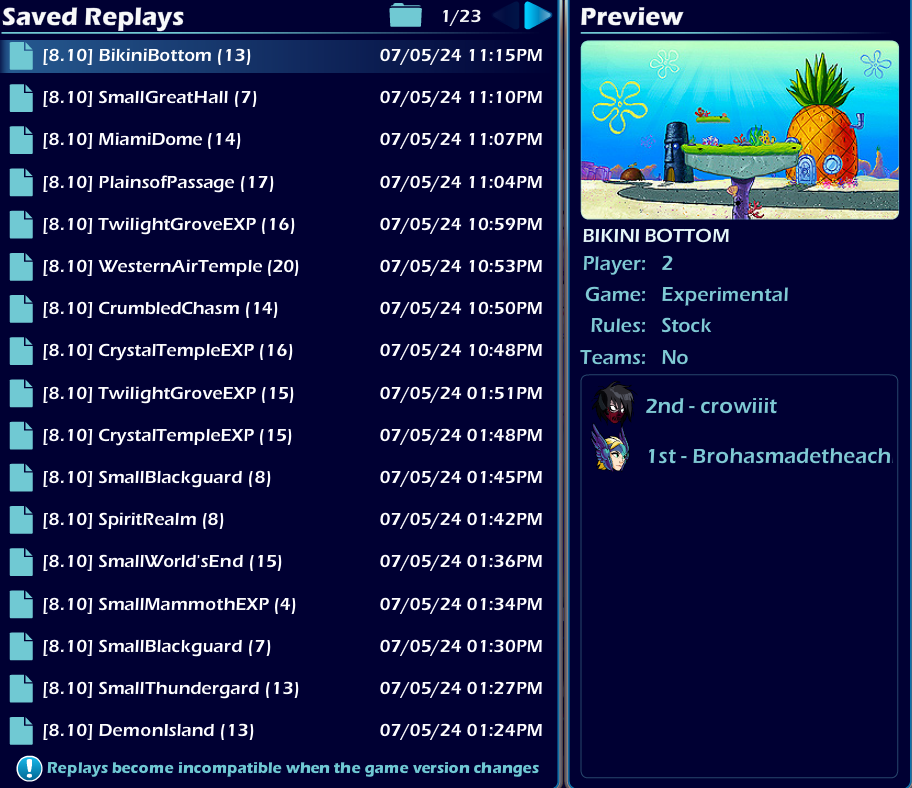 Saved Replays 1/23
[8.10] BikiniBottom (13) 07/05/24 11:15PM
[8.10] SmallGreatHall (7) 07/05/24 11:10PM
[8.10] MiamiDome (14) 07/05/24 11:07PM
[8.10] PlainsofPassage (17) 07/05/24 11:04PM
[8.10] TwilightGroveEXP (16) 07/05/24 10:59PM
[8.10] WesternAirTemple (20) 07/05/24 10:53PM
[8.10] CrumbledChasm (14) 07/05/24 10:50PM
[8.10] CrystalTempleEXP (16) 07/05/24 10:48PM
[8.10] TwilightGroveEXP (15) 07/05/24 01:51PM
[8.10] CrystalTempleEXP (15) 07/05/24 01:48PM
[8.10] SmallBlackguard (8) 07/05/24 01:45PM
[8.10] SpiritRealm (8) 07/05/24 01:42PM
[8.10] SmallWorld'sEnd (15) 07/05/24 01:36PM
[8.10] SmallMammothEXP (4) 07/05/24 01:34PM
[8.10] SmallBlackguard (7) 07/05/24 01:30PM
[8.10] SmallThundergard (13) 07/05/24 01:27PM
[8.10] DemonIsland (13) 07/05/24 01:24PM
Replays become incompatible when the game version changes
Preview
BIKINI BOTTOM
Player: 2
Game: Experimental
Rules: Stock
Teams: No
2nd - crowiiit
1st - Brohasmadetheach